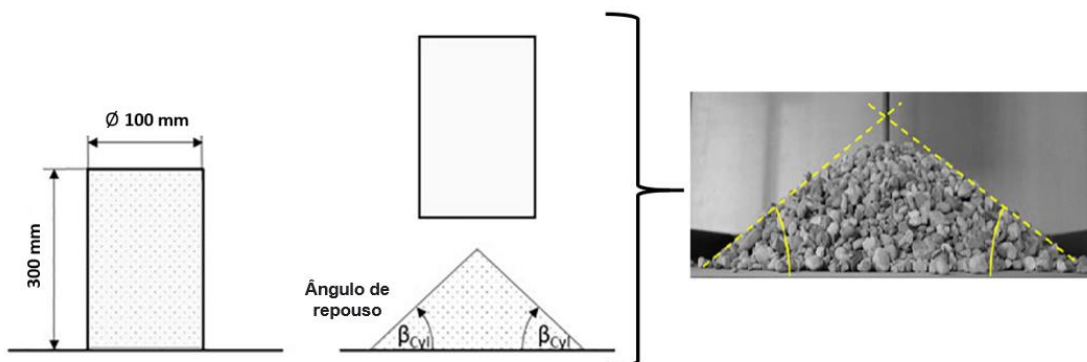 Ø 100 mm
300 mm
Ângulo de
repouso
βCyl
βCyl